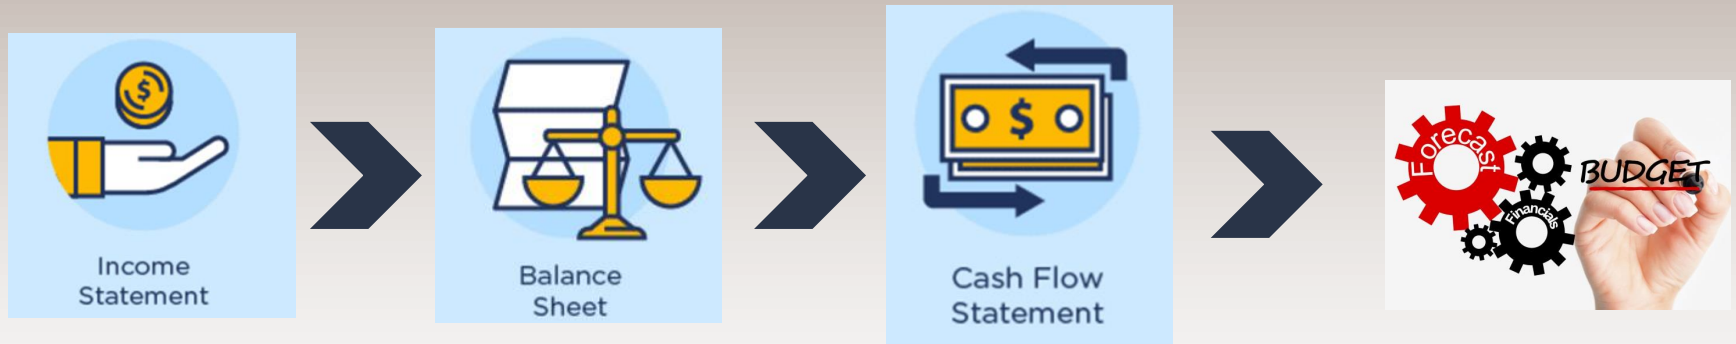 Income
Statement
Balance
Sheet
$
Cash Flow
Statement
Forecast
Financials
BUDGET